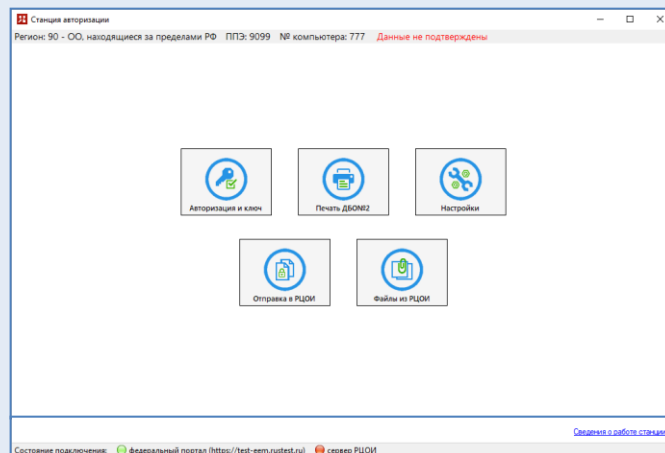 Станция авторизации
Регион: 90 - ОО, находящиеся за пределами РФ ППЭ: 9099 № компьютера: 777 Данные не подтверждены
Авторизация и ключ
Печать ДБО№2
Настройки
Отправка в РЦОИ
Файлы из РЦОИ
Сведения о работе станции
Состояние подключения: федеральный портал (https://test-eem.rustest.ru) сервер РЦОИ